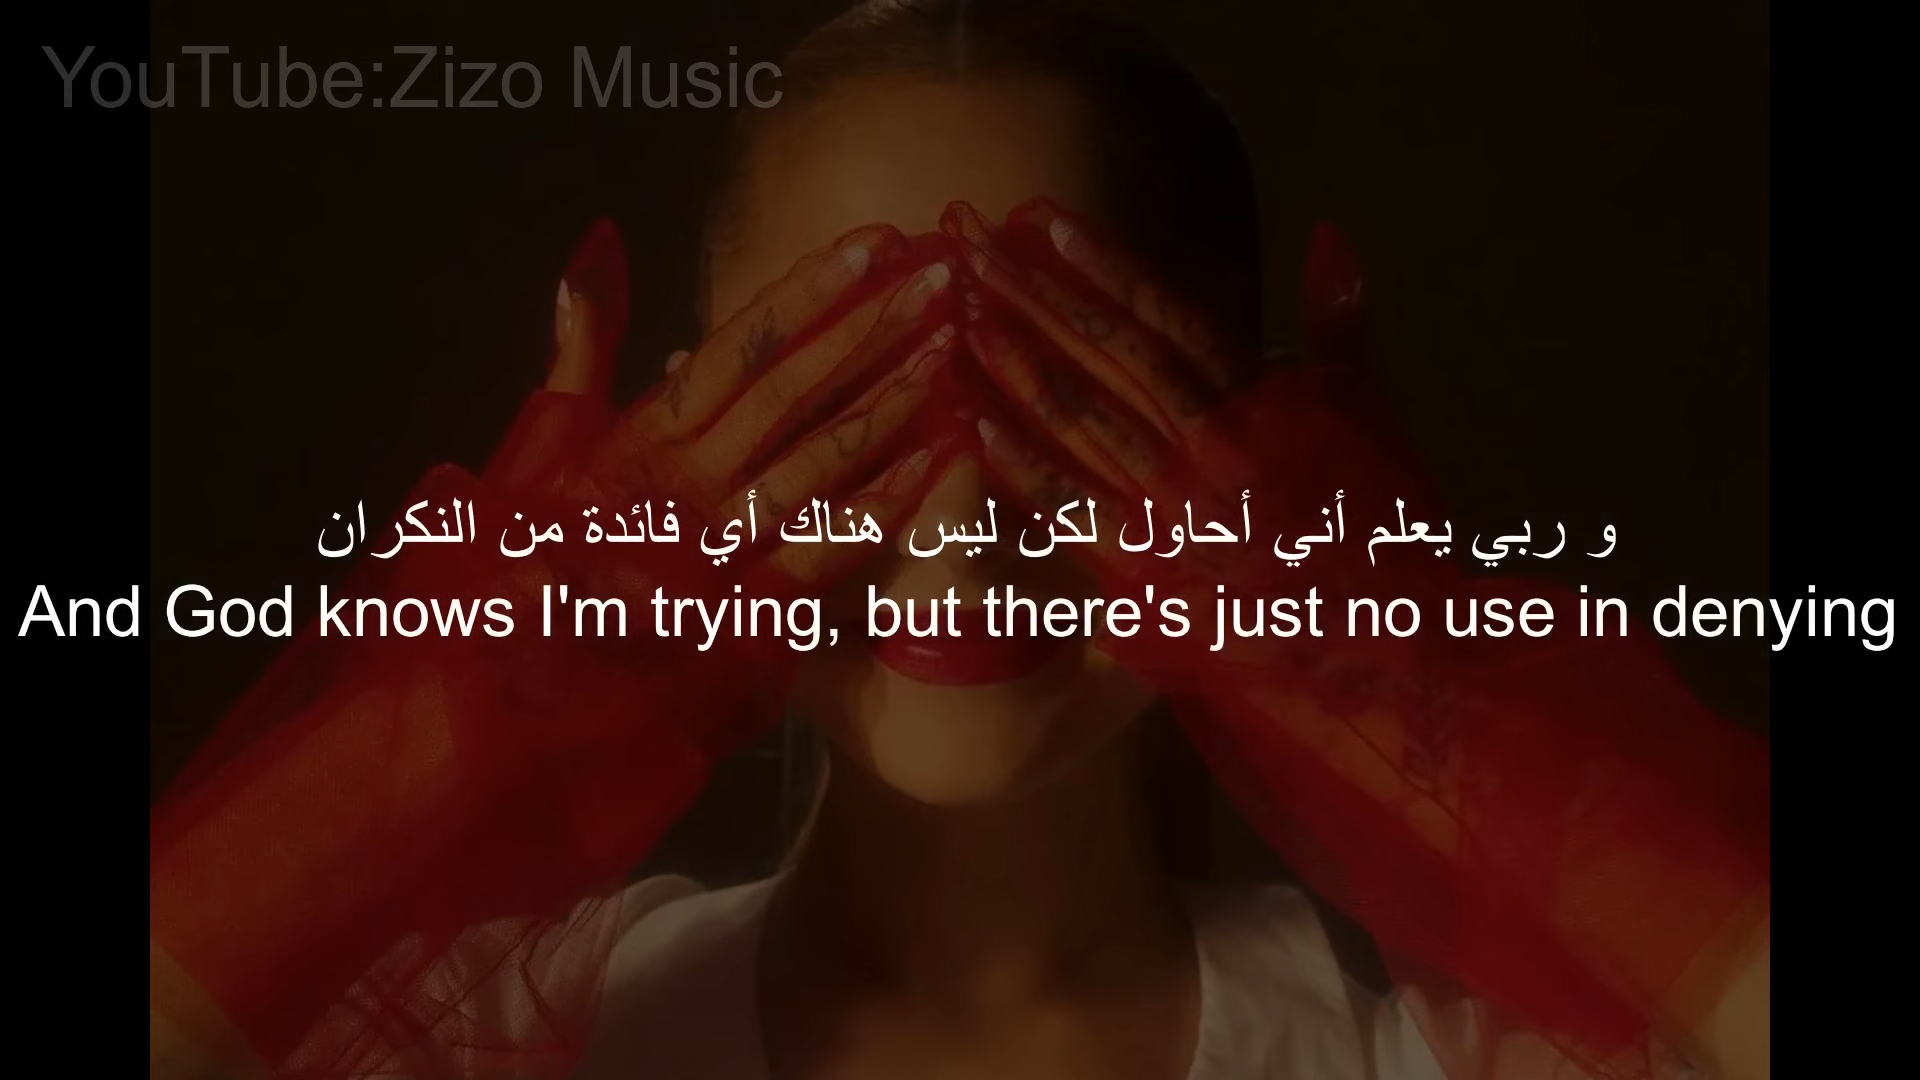 YouTube:Zizo Music
و ربي يعلم أني أحاول لكن ليس هناك أي فائدة من النكران
And God knows I'm trying, but there's just no use in denying